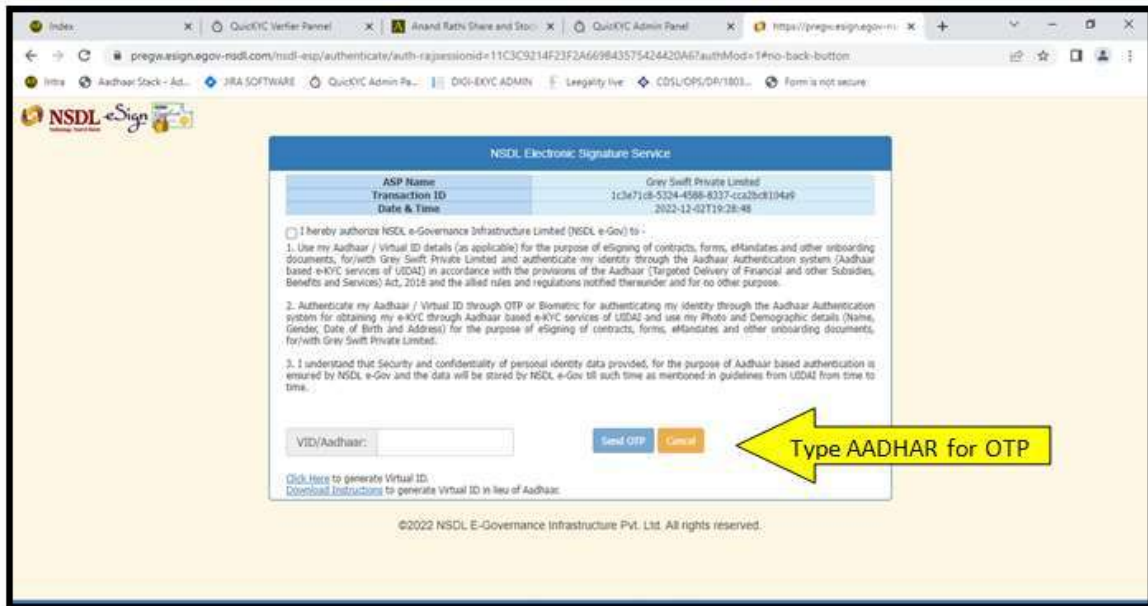 Index
QuicKYC Verfier Pannel
Anand Rathi Share and Stoc
QuicKYC Admin Panel
https://pregw.esign.egov-n
pregw.esign.egov-nsdl.com/nsdl-esp/authenticate/auth-ra;jsessionid=11C3C9214F23F2A669843575424420A6?authMod=1#no-back-button
Intra
Aadhaar Stack - Ad...
JIRA SOFTWARE
QuicKYC Admin Pa...
DIGI-EKYC ADMIN
Leegality live
CDSL/OPS/DP/1803...
Form is not secure
NSDL eSign
NSDL Electronic Signature Service
ASP Name Grey Swift Private Limited
Transaction ID 1c3e71c8-5324-4588-8337-cca2bc8104a9
Date & Time 2022-12-02T19:28:48
I hereby authorize NSDL e-Governance Infrastructure Limited (NSDL e-Gov) to -
1. Use my Aadhaar / Virtual ID details (as applicable) for the purpose of eSigning of contracts, forms, eMandates and other onboarding
documents, for/with Grey Swift Private Limited and authenticate my identity through the Aadhaar Authentication system (Aadhaar
based e-KYC services of UIDAI) in accordance with the provisions of the Aadhaar (Targeted Delivery of Financial and other Subsidies,
Benefits and Services) Act, 2016 and the allied rules and regulations notified thereunder and for no other purpose.
2. Authenticate my Aadhaar / Virtual ID through OTP or Biometric for authenticating my identity through the Aadhaar Authentication
system for obtaining my e-KYC through Aadhaar based e-KYC services of UIDAI and use my Photo and Demographic details (Name,
Gender, Date of Birth and Address) for the purpose of eSigning of contracts, forms, eMandates and other onboarding documents,
for/with Grey Swift Private Limited.
3. I understand that Security and confidentiality of personal identity data provided, for the purpose of Aadhaar based authentication is
ensured by NSDL e-Gov and the data will be stored by NSDL e-Gov till such time as mentioned in guidelines from UIDAI from time to
time.
VID/Aadhaar:
Send OTP
Cancel
Type AADHAR for OTP
Click Here to generate Virtual ID.
Download Instructions to generate Virtual ID in lieu of Aadhaar.
©2022 NSDL E-Governance Infrastructure Pvt. Ltd. All rights reserved.